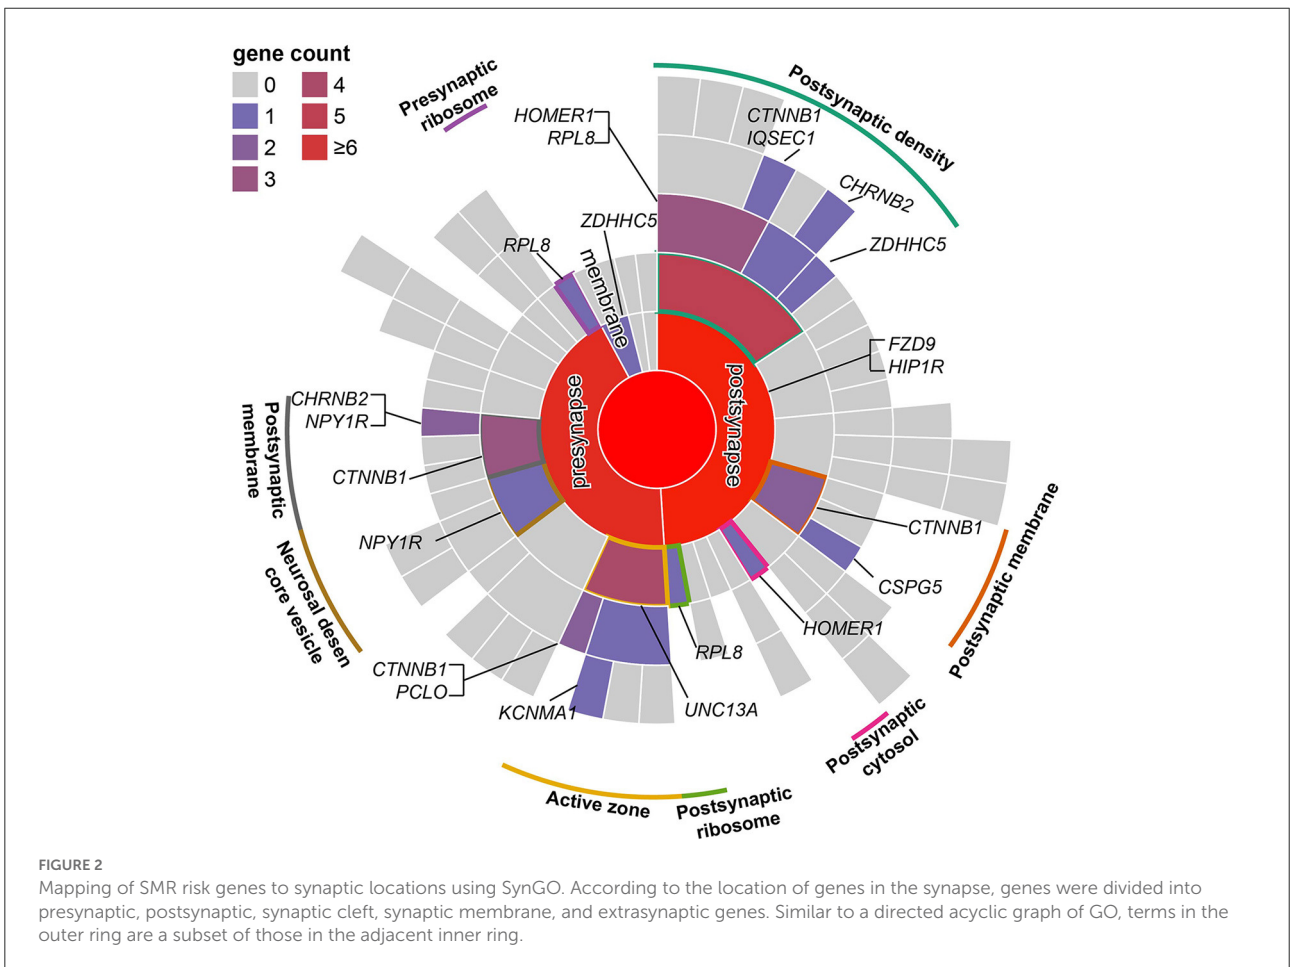 gene count
0
1
2
3
4
5
≥6
Presynaptic
ribosome
HOMER1
RPL8
ZDHHC5
RPL8
membrane
Postsynaptic density
CTNNB1
IQSEC1
CHRNB2
ZDHHC5
FZD9
HIP1R
postsynapse
presynapse
CHRNB2
NPY1R
CTNNB1
NPY1R
Postsynaptic
membrane
Neurosal desen
core vesicle
CTNNB1
PCLO
KCNMA1
UNC13A
RPL8
HOMER1
CTNNB1
CSPG5
Postsynaptic membrane
Postsynaptic
cytosol
Active zone
Postsynaptic
ribosome
FIGURE 2
Mapping of SMR risk genes to synaptic locations using SynGO. According to the location of genes in the synapse, genes were divided into
presynaptic, postsynaptic, synaptic cleft, synaptic membrane, and extrasynaptic genes. Similar to a directed acyclic graph of GO, terms in the
outer ring are a subset of those in the adjacent inner ring.